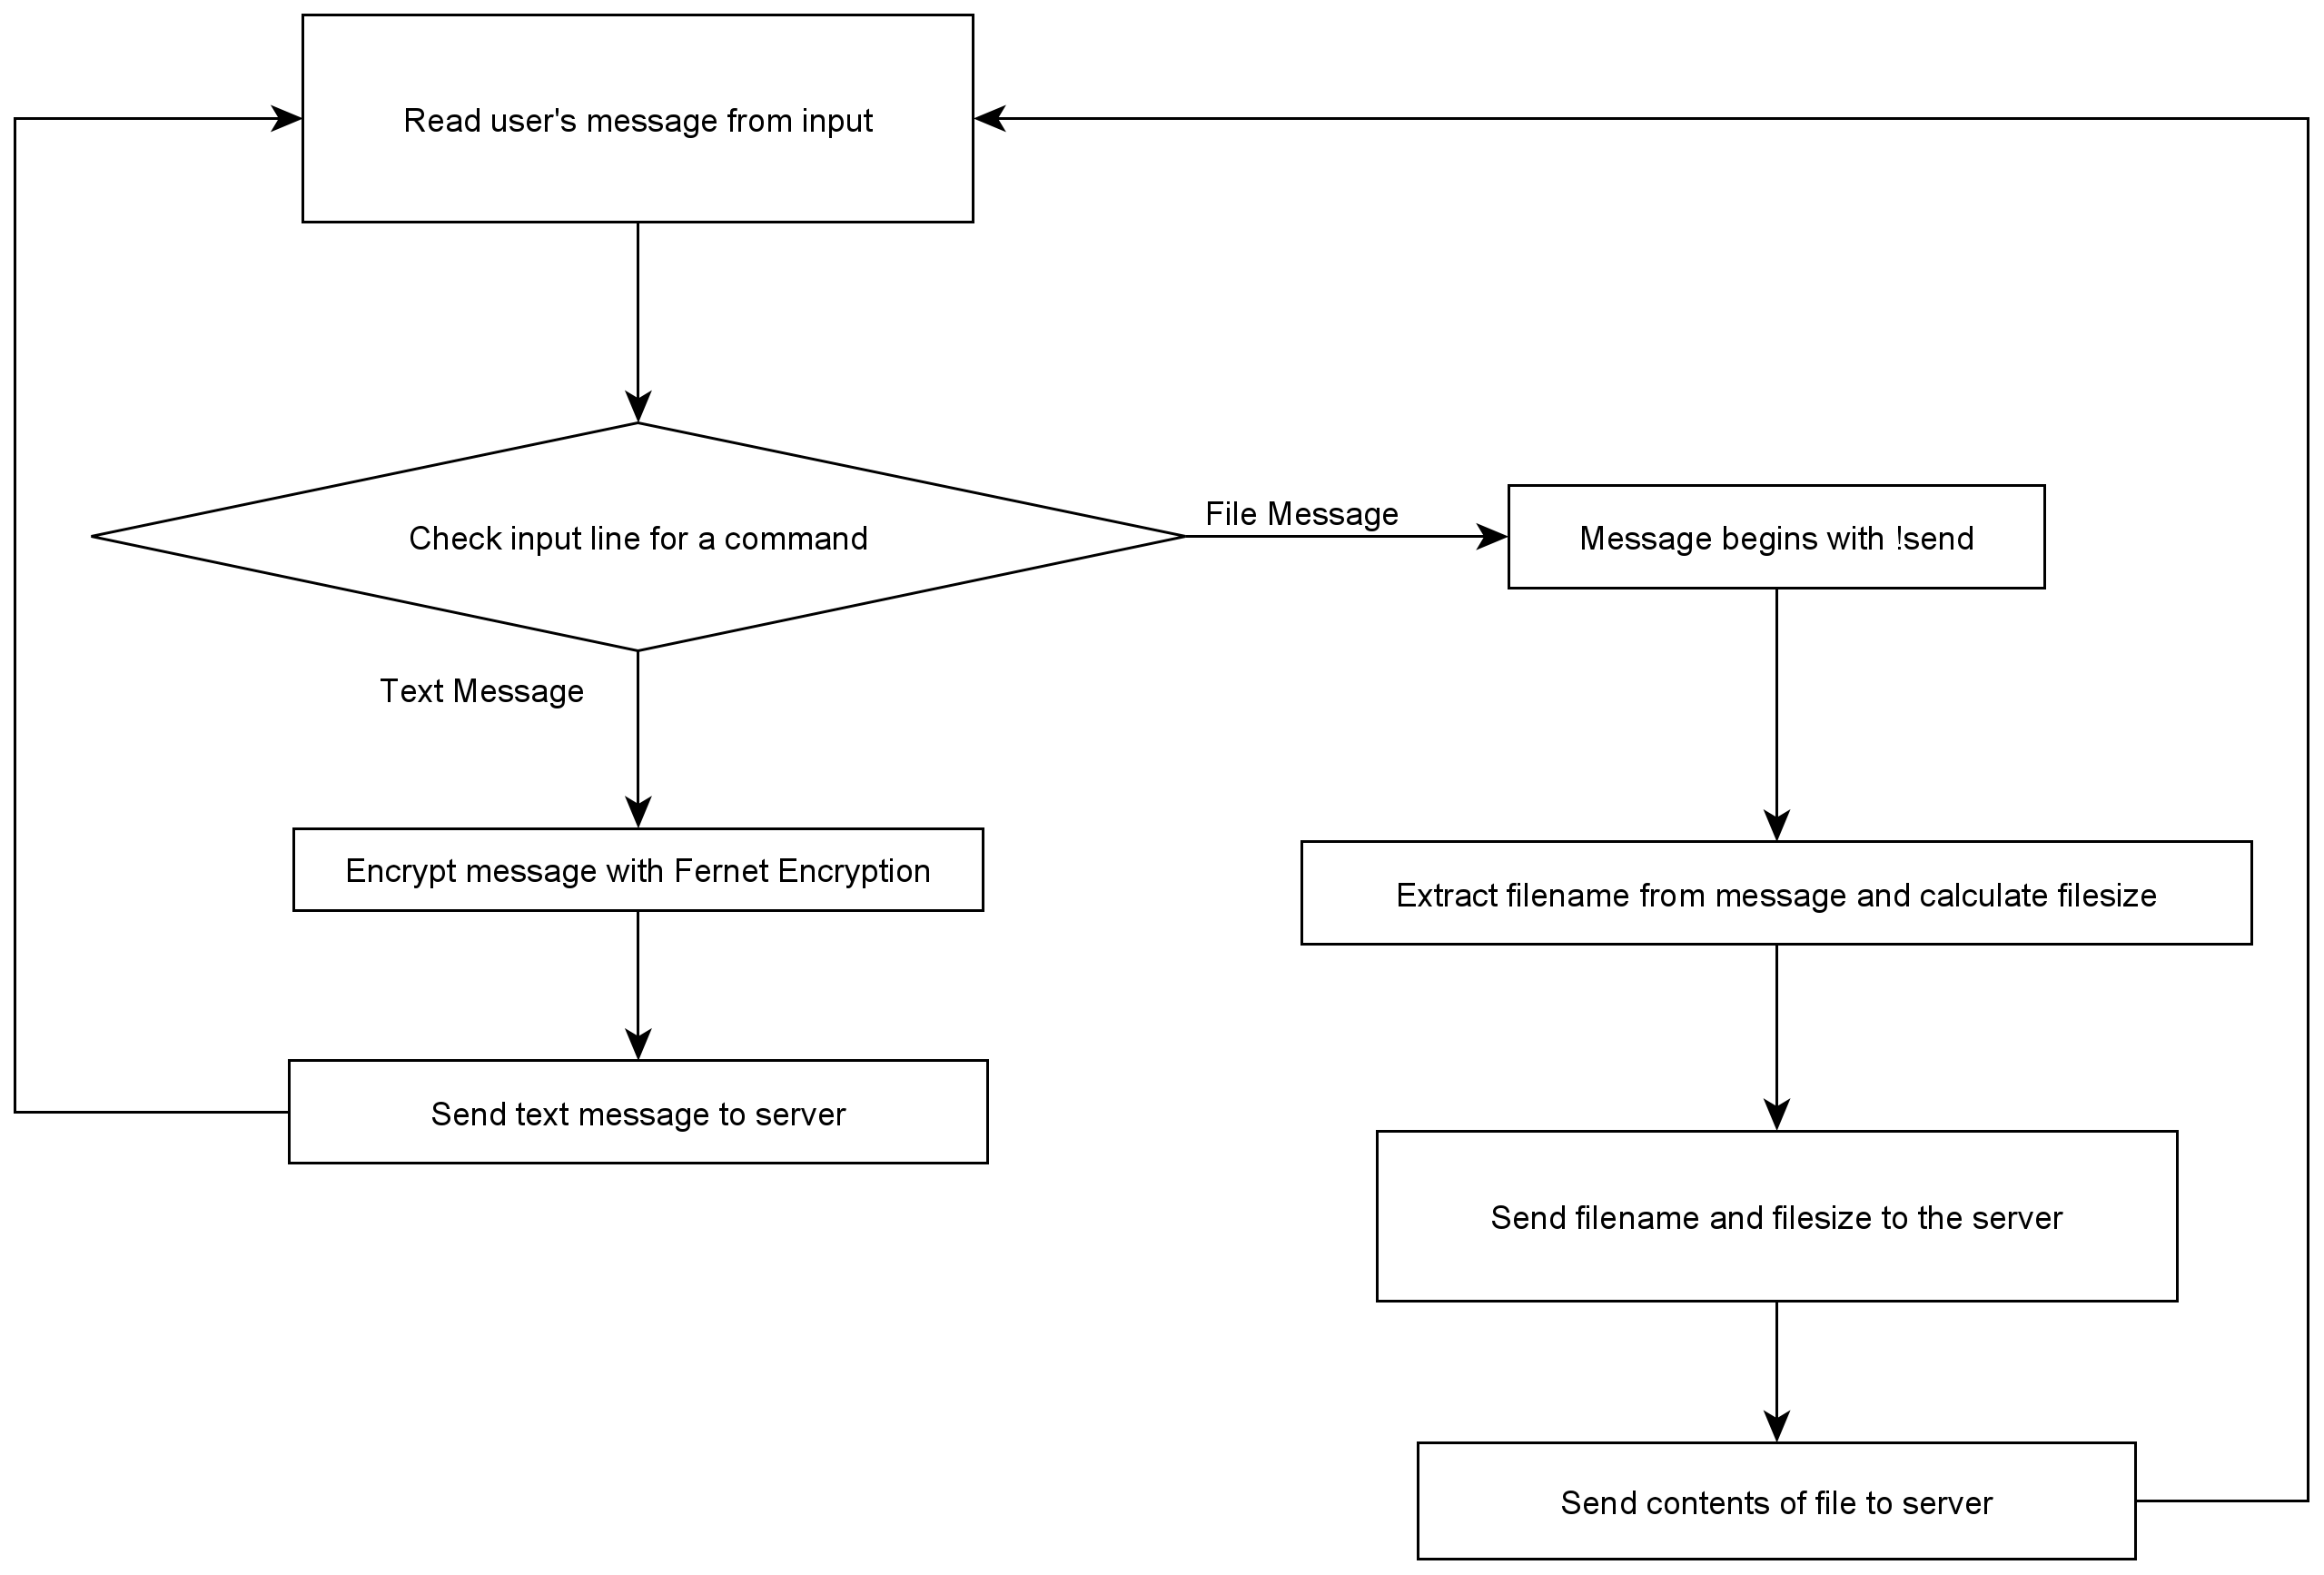 Read user's message from input
Check input line for a command
File Message
Message begins with !send
Text Message
Encrypt message with Fernet Encryption
Extract filename from message and calculate filesize
Send text message to server
Send filename and filesize to the server
Send contents of file to server